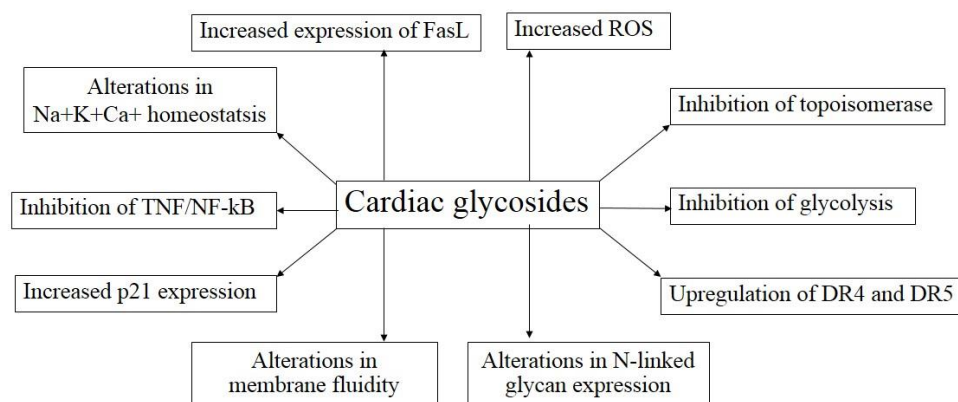 Increased expression of FasL
Increased ROS
Alterations in
Na+K+Ca+ homeostatsis
Inhibition of topoisomerase
Cardiac glycosides
Inhibition of TNF/NF-kB
Inhibition of glycolysis
Increased p21 expression
Upregulation of DR4 and DR5
Alterations in
membrane fluidity
Alterations in N-linked
glycan expression